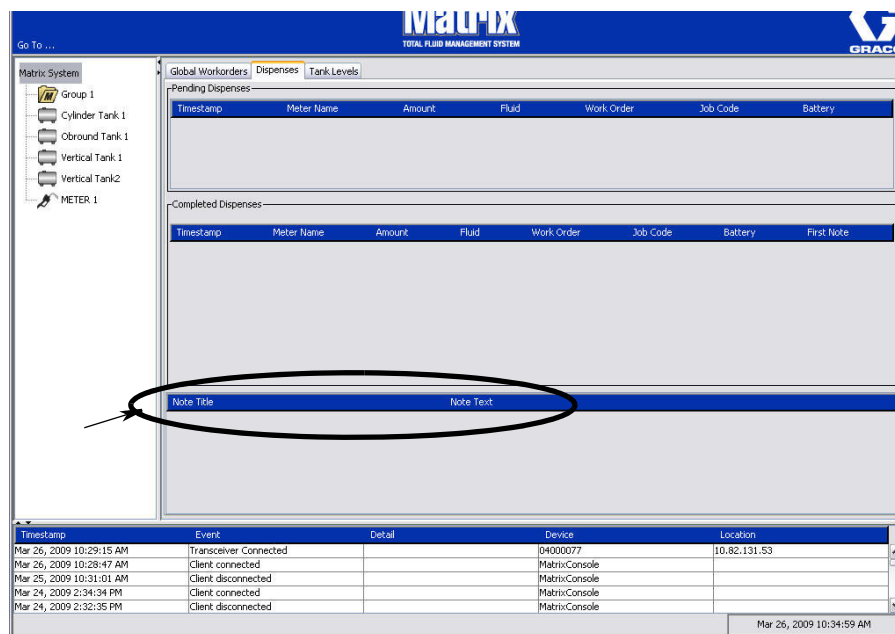 Matrix
TOTAL FLUID MANAGEMENT SYSTEM
Go To ...
GRACO
Matrix System
Group 1
Cylinder Tank 1
Obround Tank 1
Vertical Tank 1
Vertical Tank2
METER 1
Global Workorders Dispenses Tank Levels
Pending Dispenses
Timestamp Meter Name Amount Fluid Work Order Job Code Battery
Completed Dispenses
Timestamp Meter Name Amount Fluid Work Order Job Code Battery First Note
Note Title Note Text
Timestamp Event Detail Device Location
Mar 26, 2009 10:29:15 AM Transceiver Connected 04000077 10.82.131.53
Mar 26, 2009 10:28:47 AM Client connected MatrixConsole
Mar 25, 2009 10:31:01 AM Client disconnected MatrixConsole
Mar 24, 2009 2:34:34 PM Client connected MatrixConsole
Mar 24, 2009 2:32:35 PM Client disconnected MatrixConsole
Mar 26, 2009 10:34:59 AM